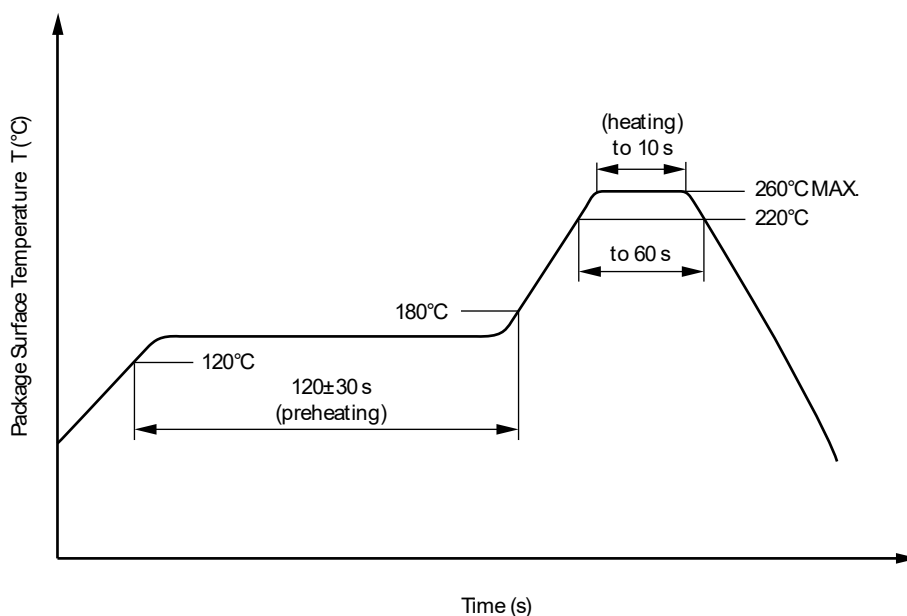 (heating)
to 10 s
260°C MAX.
220°C
to 60 s
180°C
120°C
120±30 s
(preheating)
Package Surface Temperature T (°C)
Time (s)